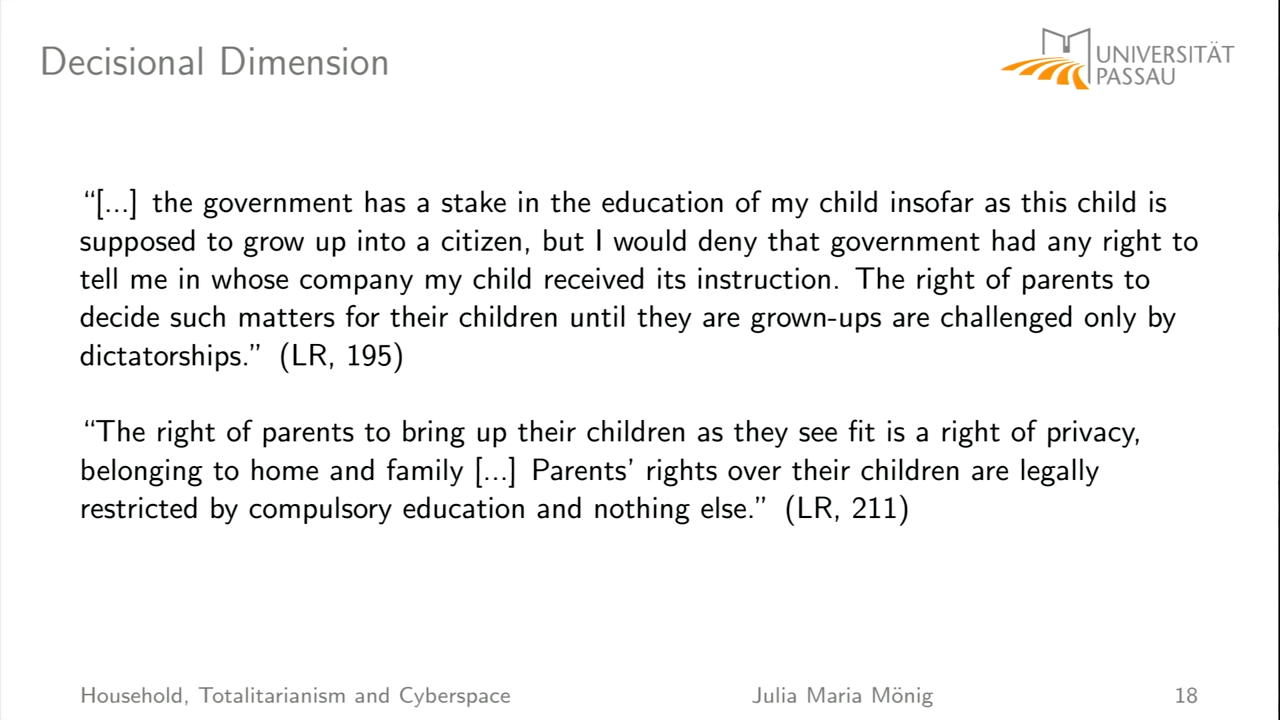 Decisional Dimension
UNIVERSITÄT
PASSAU
“[...] the government has a stake in the education of my child insofar as this child is
supposed to grow up into a citizen, but I would deny that government had any right to
tell me in whose company my child received its instruction. The right of parents to
decide such matters for their children until they are grown-ups are challenged only by
dictatorships.” (LR, 195)
“The right of parents to bring up their children as they see fit is a right of privacy,
belonging to home and family [...] Parents’ rights over their children are legally
restricted by compulsory education and nothing else.” (LR, 211)
Household, Totalitarianism and Cyberspace Julia Maria Mönig 18